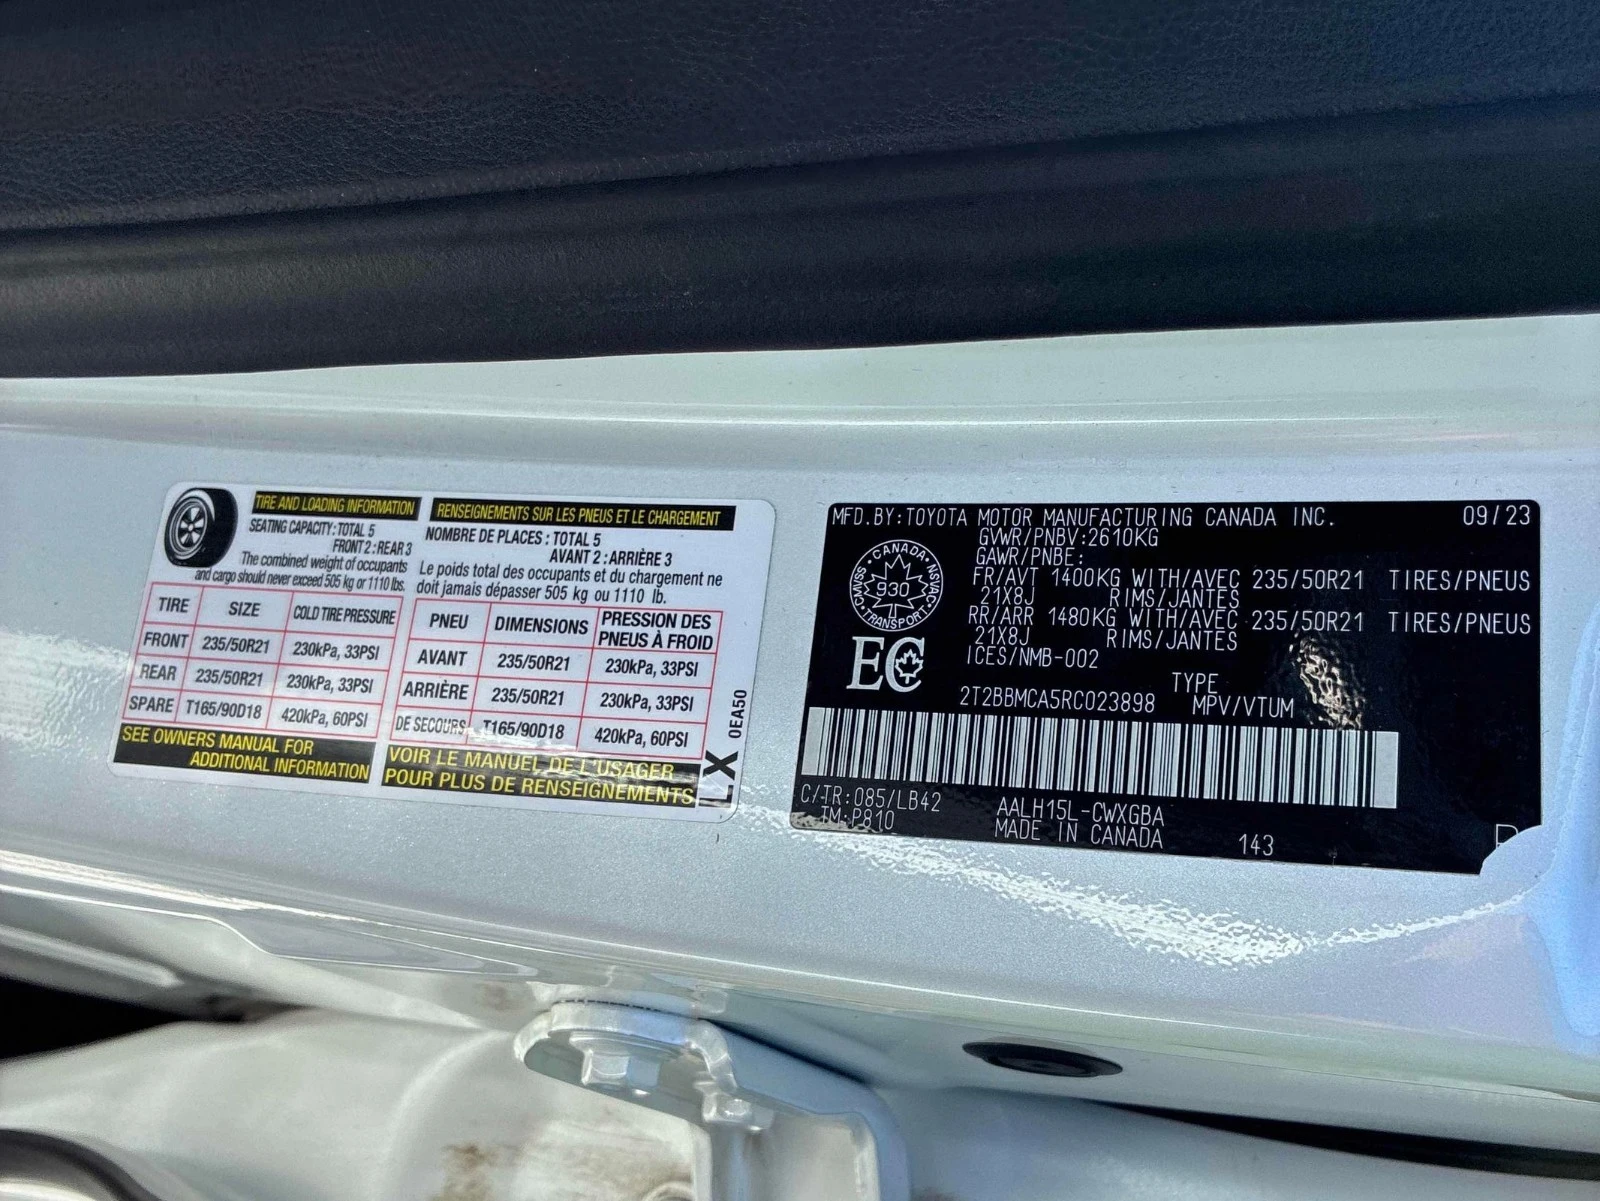 TIRE AND LOADING INFORMATION
SEATING CAPACITY: TOTAL 5
FRONT 2 : REAR 3
The combined weight of occupants
and cargo should never exceed 505 kg or 1110 lbs.
TIRE SIZE COLD TIRE PRESSURE
FRONT 235/50R21 230kPa, 33PSI
REAR 235/50R21 230kPa, 33PSI
SPARE T165/90D18 420kPa, 60PSI
SEE OWNERS MANUAL FOR
ADDITIONAL INFORMATION
RENSEIGNEMENTS SUR LES PNEUS ET LE CHARGEMENT
NOMBRE DE PLACES : TOTAL 5
AVANT 2 : ARRIÈRE 3
Le poids total des occupants et du chargement ne
doit jamais dépasser 505 kg ou 1110 lb.
PNEU DIMENSIONS PRESSION DES
PNEUS À FROID
AVANT 235/50R21 230kPa, 33PSI
ARRIÈRE 235/50R21 230kPa, 33PSI
DE SECOURS T165/90D18 420kPa, 60PSI
VOIR LE MANUEL DE L'USAGER
POUR PLUS DE RENSEIGNEMENTS
LX 0EA50
MFD.BY:TOYOTA MOTOR MANUFACTURING CANADA INC. 09/23
GVWR/PNBV:2610KG
GAWR/PNBE:
FR/AVT 1400KG WITH/AVEC 235/50R21 TIRES/PNEUS
21X8J RIMS/JANTES
RR/ARR 1480KG WITH/AVEC 235/50R21 TIRES/PNEUS
21X8J RIMS/JANTES
ICES/NMB-002
CANADA
930
TRANSPORT
CMVSS
NSVAC
EC
2T2BBMCA5RC023898 TYPE
MPV/VTUM
C/TR:085/LB42 AALH15L-CWXGBA
TM:P810 MADE IN CANADA 143